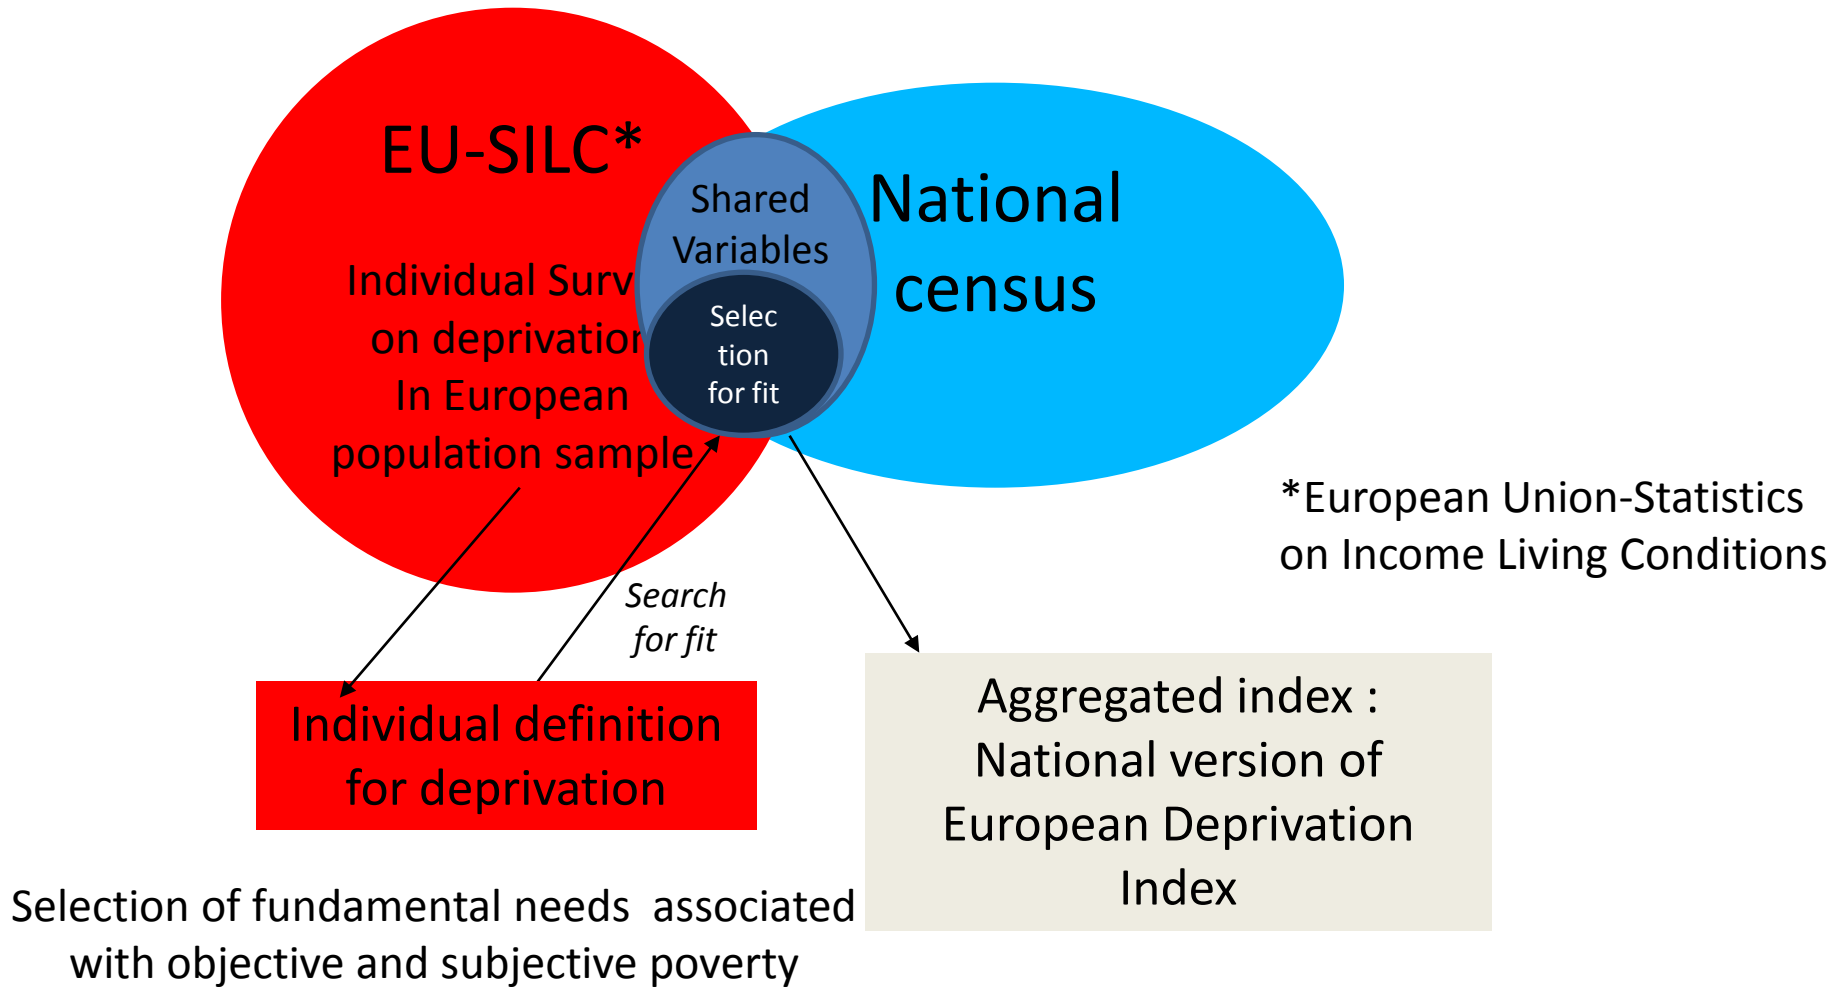 EU-SILC*
Individual Surv
on deprivation
In European
population sample
Shared
Variables
Selec
tion
for fit
National
census
*European Union-Statistics
on Income Living Conditions
Search
for fit
Individual definition
for deprivation
Aggregated index :
National version of
European Deprivation
Index
Selection of fundamental needs associated
with objective and subjective poverty